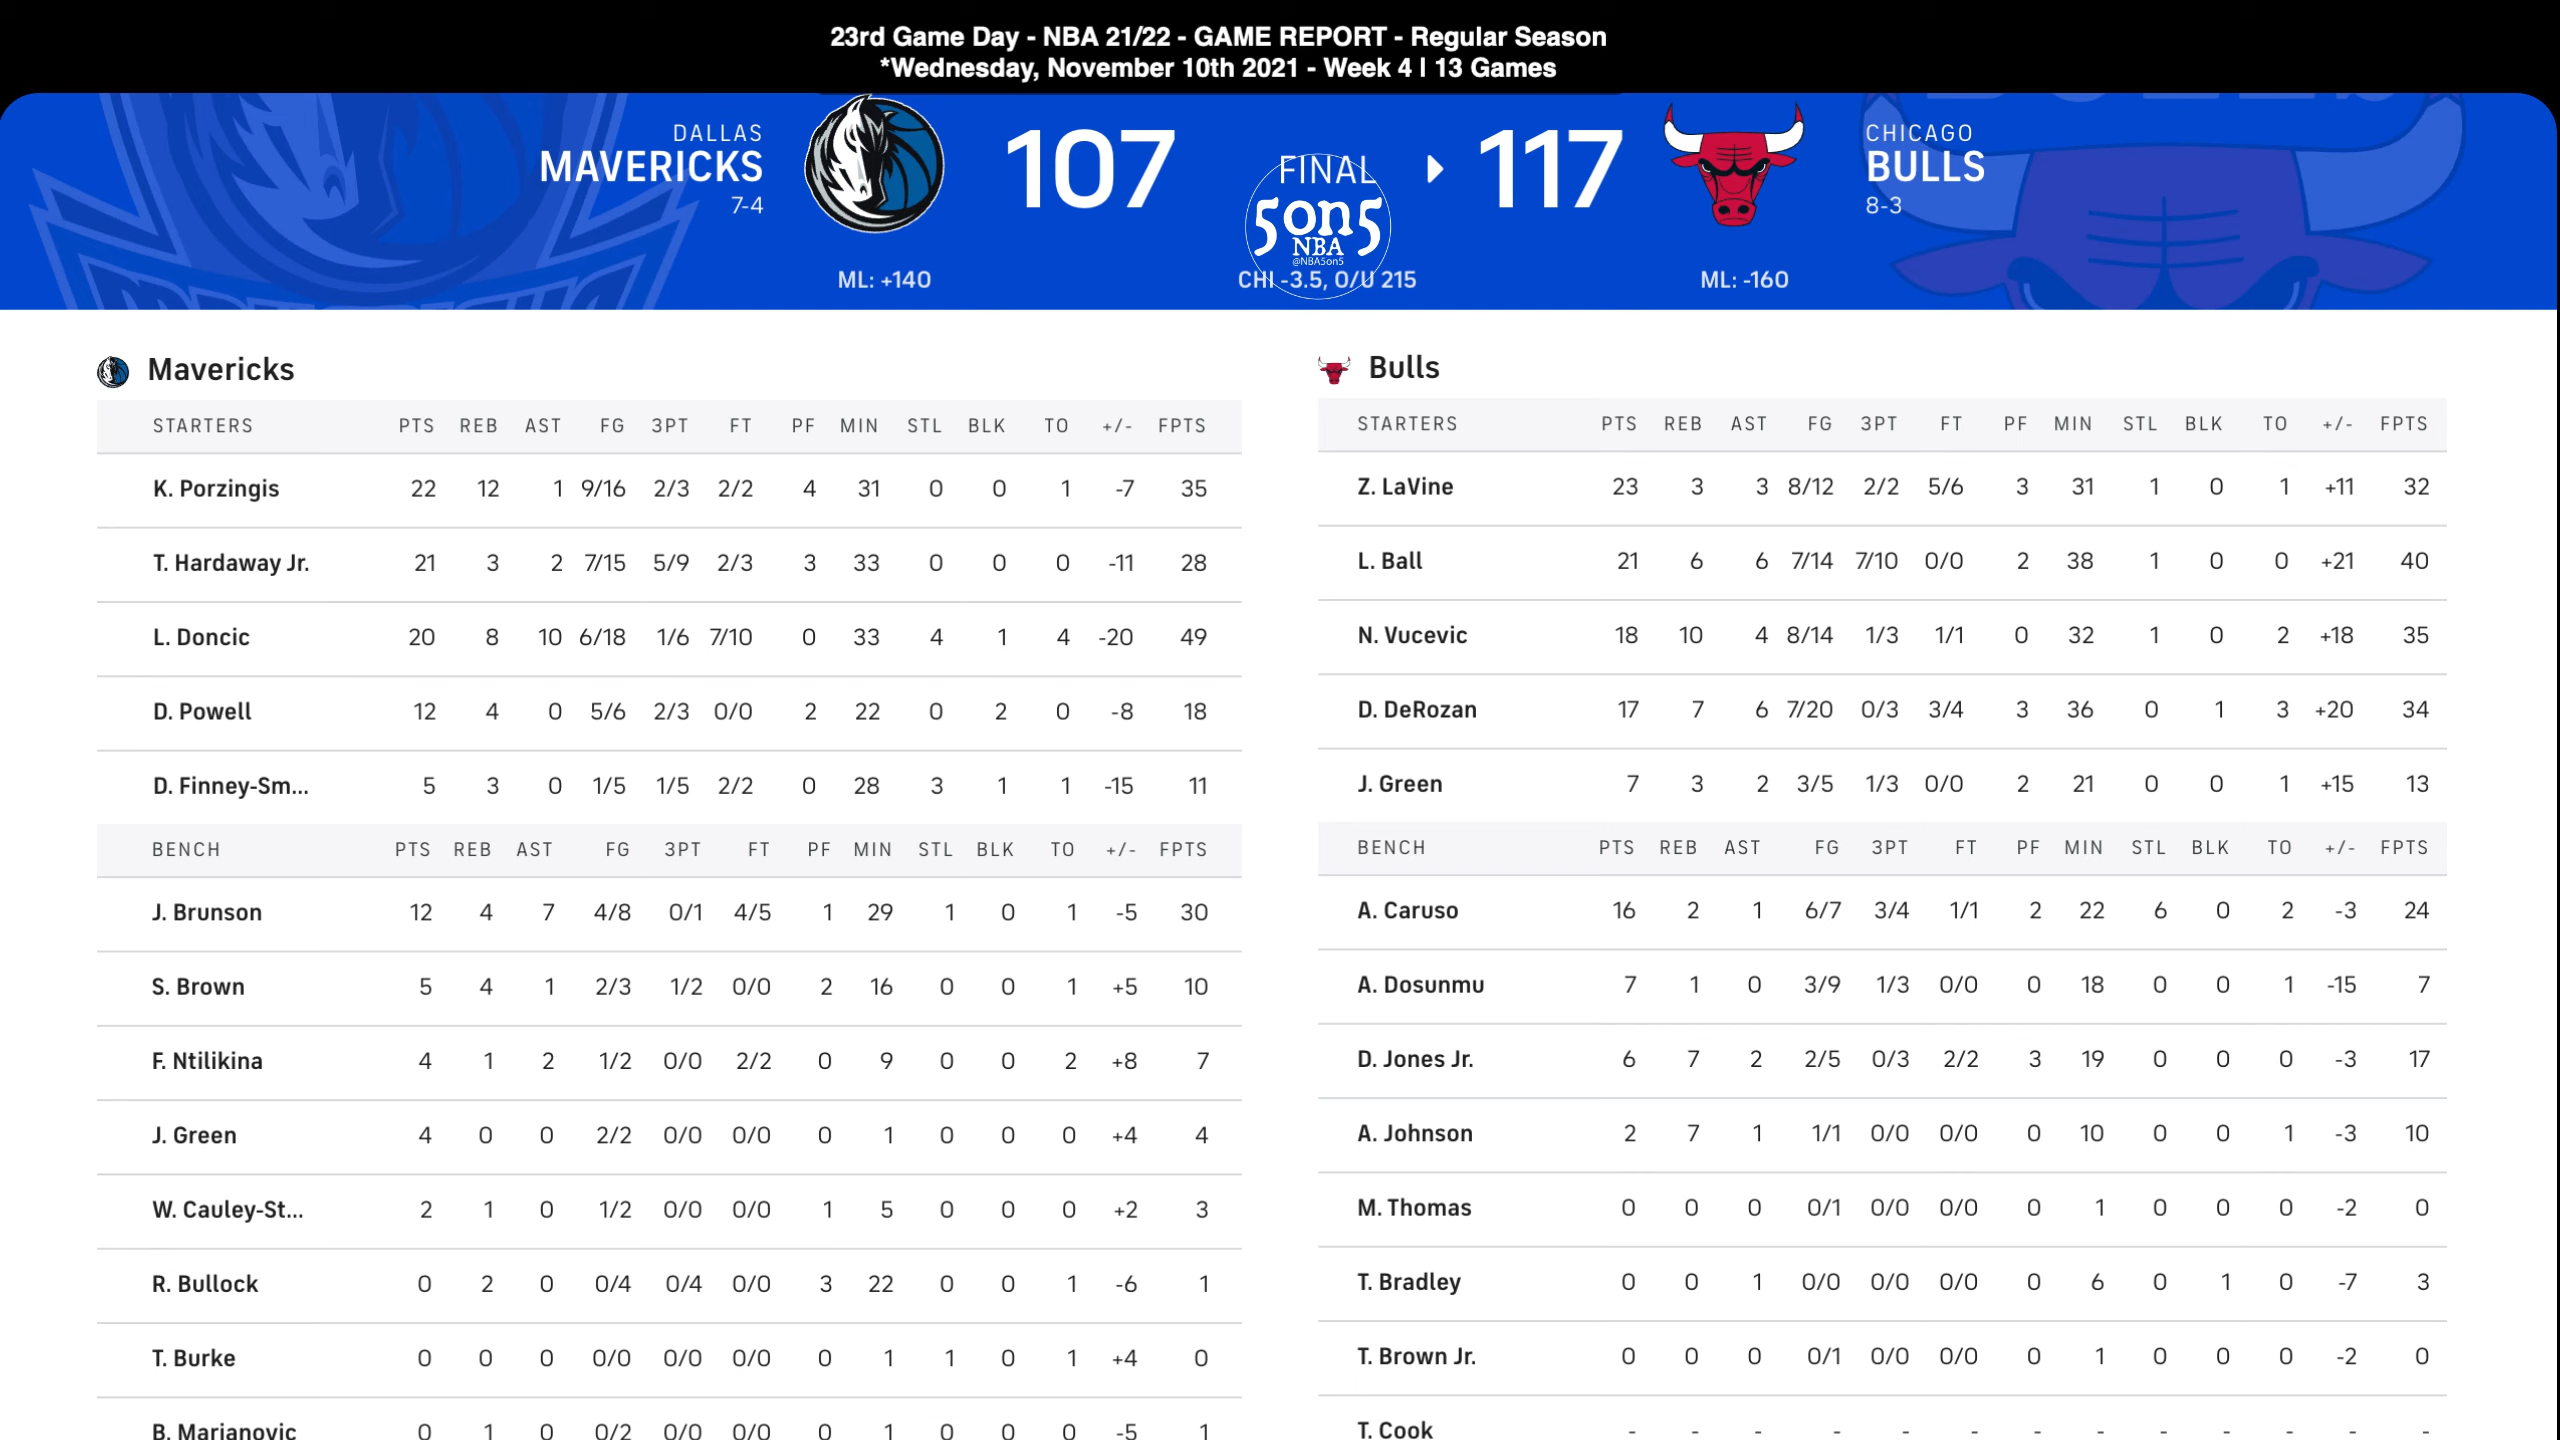 23rd Game Day - NBA 21/22 - GAME REPORT - Regular Season
*Wednesday, November 10th 2021 - Week 4 | 13 Games
DALLAS
MAVERICKS
7-4
107
FINAL
117
CHICAGO
BULLS
8-3
5on5
NBA
@NBA5on5
ML: +140
CHI -3.5, O/U 215
ML: -160
Mavericks
STARTERS PTS REB AST FG 3PT FT PF MIN STL BLK TO +/- FPTS
K. Porzingis 22 12 1 9/16 2/3 2/2 4 31 0 0 1 -7 35
T. Hardaway Jr. 21 3 2 7/15 5/9 2/3 3 33 0 0 0 -11 28
L. Doncic 20 8 10 6/18 1/6 7/10 0 33 4 1 4 -20 49
D. Powell 12 4 0 5/6 2/3 0/0 2 22 0 2 0 -8 18
D. Finney-Sm... 5 3 0 1/5 1/5 2/2 0 28 3 1 1 -15 11
BENCH PTS REB AST FG 3PT FT PF MIN STL BLK TO +/- FPTS
J. Brunson 12 4 7 4/8 0/1 4/5 1 29 1 0 1 -5 30
S. Brown 5 4 1 2/3 1/2 0/0 2 16 0 0 1 +5 10
F. Ntilikina 4 1 2 1/2 0/0 2/2 0 9 0 0 2 +8 7
J. Green 4 0 0 2/2 0/0 0/0 0 1 0 0 0 +4 4
W. Cauley-St... 2 1 0 1/2 0/0 0/0 1 5 0 0 0 +2 3
R. Bullock 0 2 0 0/4 0/4 0/0 3 22 0 0 1 -6 1
T. Burke 0 0 0 0/0 0/0 0/0 0 1 1 0 1 +4 0
B. Marjanovic 0 1 0 0/2 0/0 0/0 0 1 0 0 0 -5 1
Bulls
STARTERS PTS REB AST FG 3PT FT PF MIN STL BLK TO +/- FPTS
Z. LaVine 23 3 3 8/12 2/2 5/6 3 31 1 0 1 +11 32
L. Ball 21 6 6 7/14 7/10 0/0 2 38 1 0 0 +21 40
N. Vucevic 18 10 4 8/14 1/3 1/1 0 32 1 0 2 +18 35
D. DeRozan 17 7 6 7/20 0/3 3/4 3 36 0 1 3 +20 34
J. Green 7 3 2 3/5 1/3 0/0 2 21 0 0 1 +15 13
BENCH PTS REB AST FG 3PT FT PF MIN STL BLK TO +/- FPTS
A. Caruso 16 2 1 6/7 3/4 1/1 2 22 6 0 2 -3 24
A. Dosunmu 7 1 0 3/9 1/3 0/0 0 18 0 0 1 -15 7
D. Jones Jr. 6 7 2 2/5 0/3 2/2 3 19 0 0 0 -3 17
A. Johnson 2 7 1 1/1 0/0 0/0 0 10 0 0 1 -3 10
M. Thomas 0 0 0 0/1 0/0 0/0 0 1 0 0 0 -2 0
T. Bradley 0 0 1 0/0 0/0 0/0 0 6 0 1 0 -7 3
T. Brown Jr. 0 0 0 0/1 0/0 0/0 0 1 0 0 0 -2 0
T. Cook - - - - - - - - - - - - -